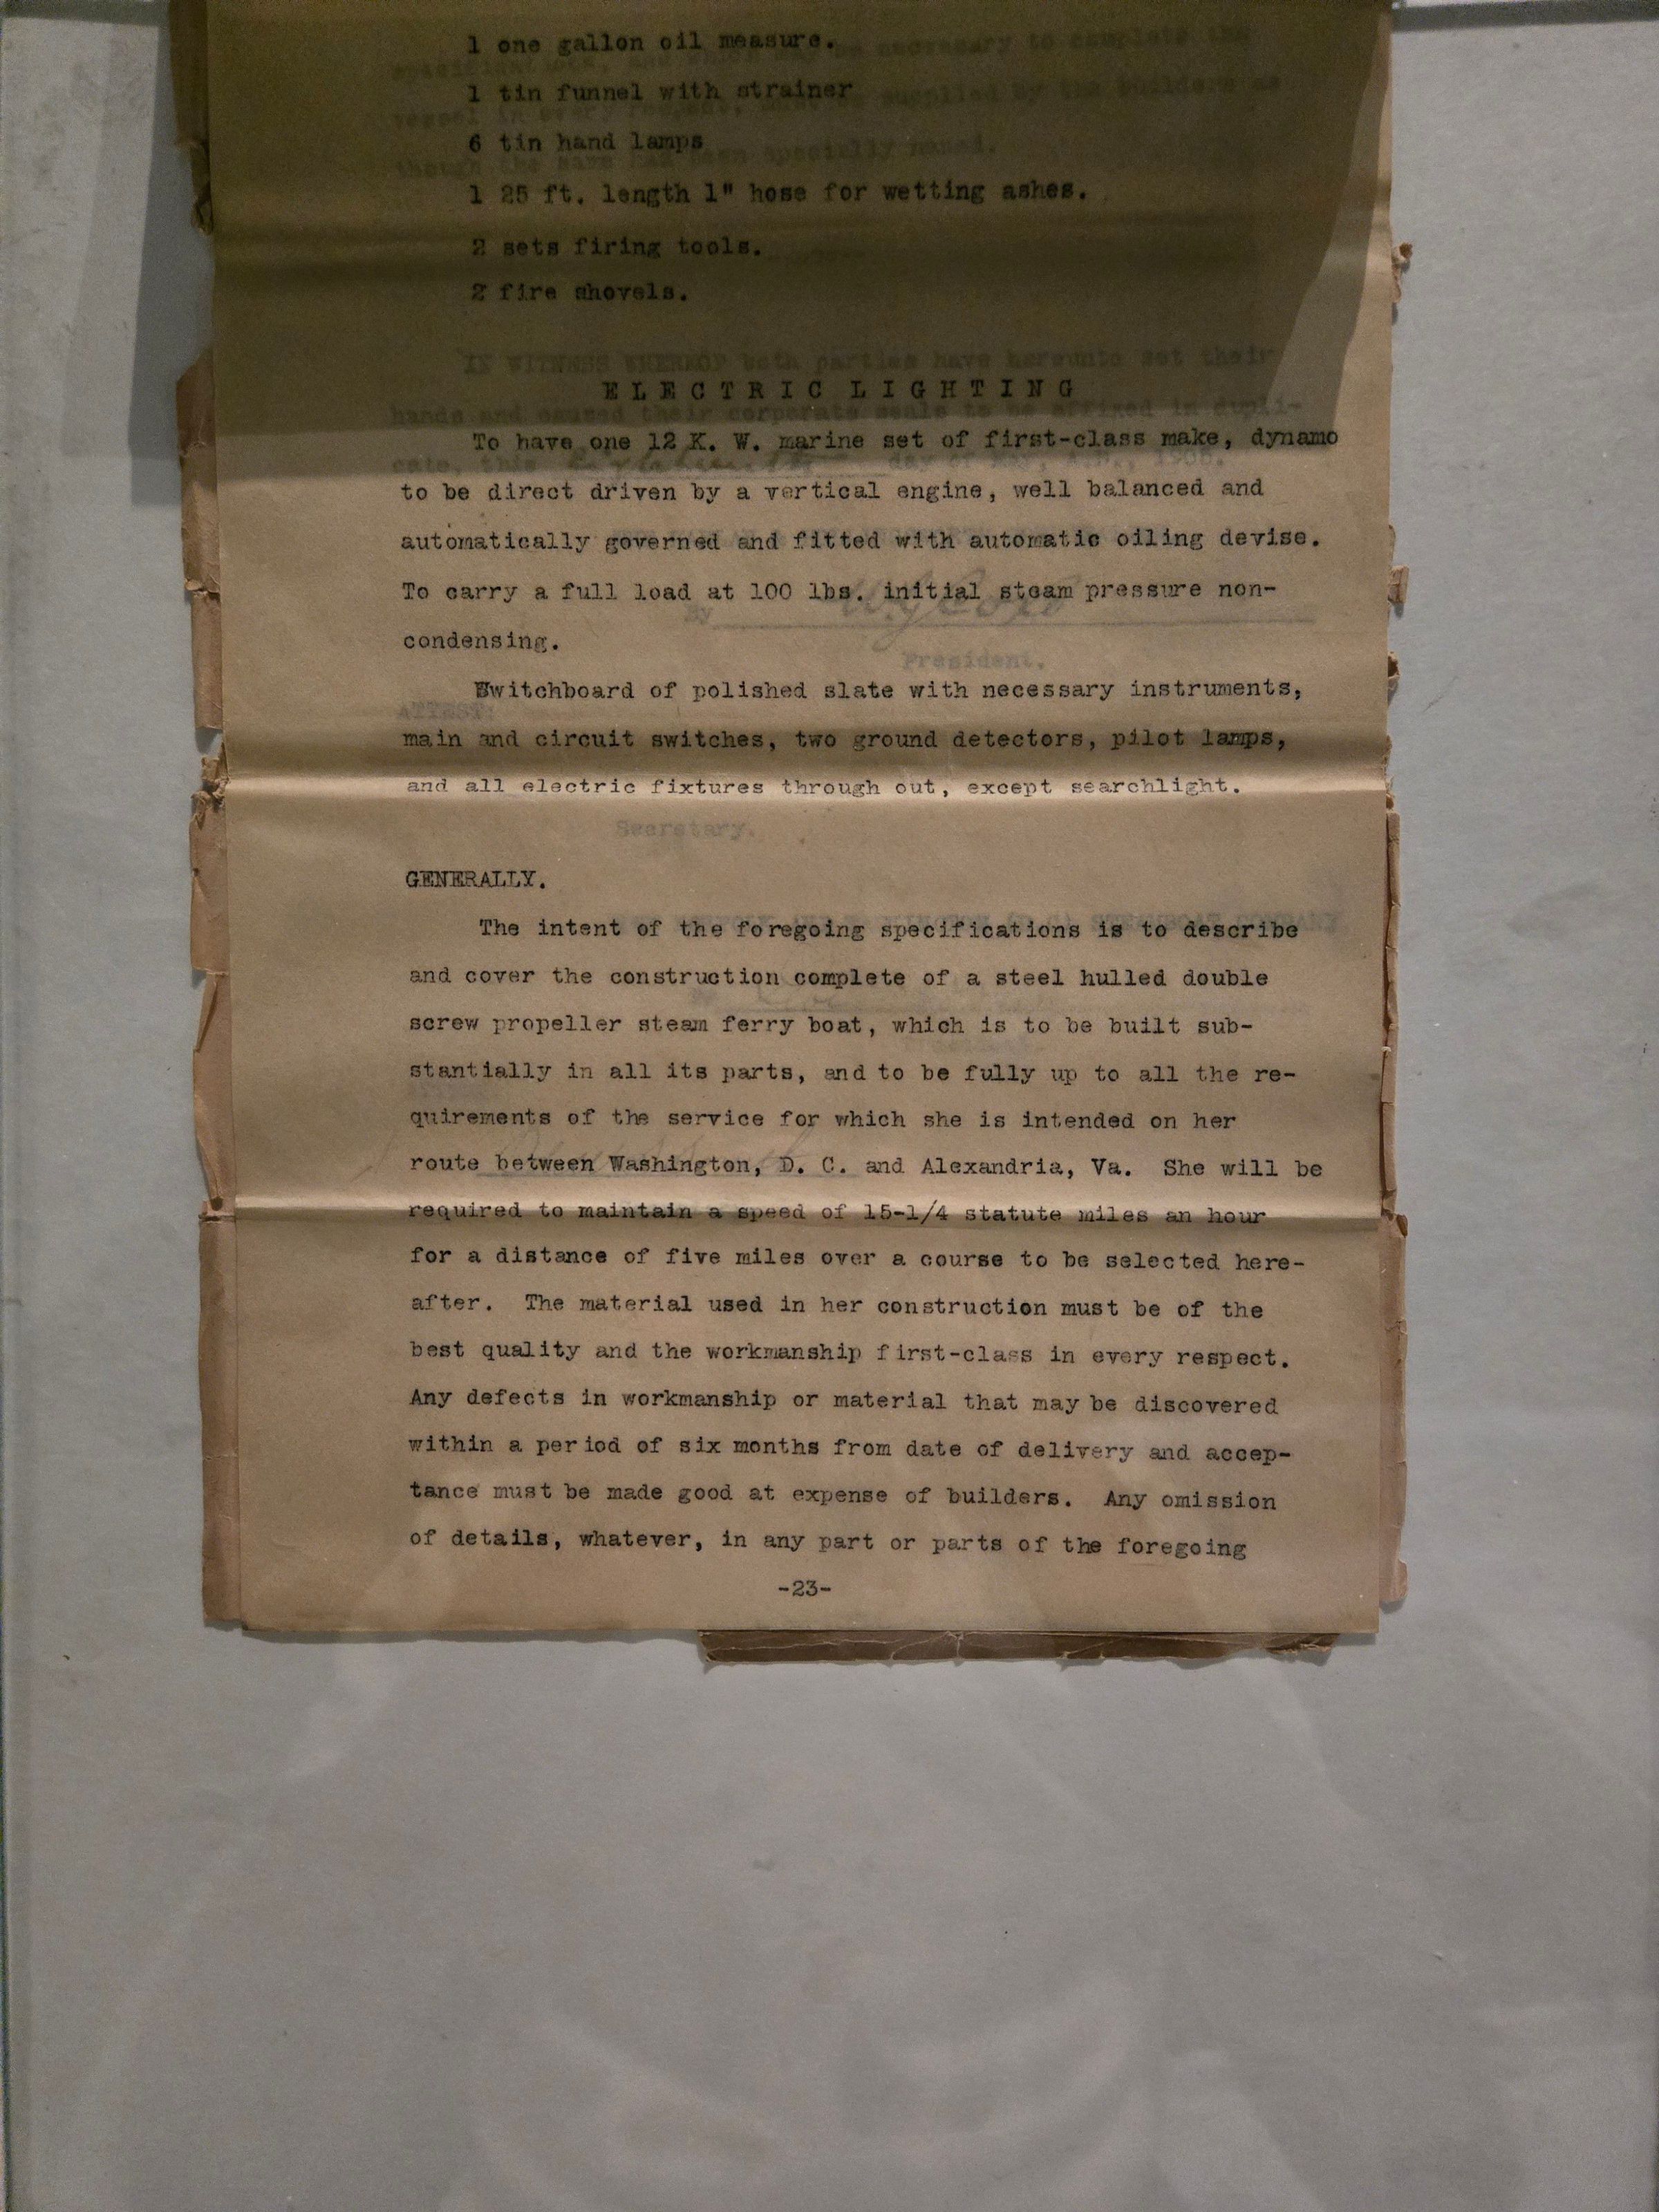 1 one gallon oil measure.
1 tin funnel with strainer
6 tin hand lamps
1 25 ft. length 1" hose for wetting ashes.
2 sets firing tools.
2 fire shovels.
ELECTRIC LIGHTING
To have one 12 K. W. marine set of first-class make, dynamo
to be direct driven by a vertical engine, well balanced and
automatically governed and fitted with automatic oiling devise.
To carry a full load at 100 lbs. initial steam pressure non-
condensing.
Switchboard of polished slate with necessary instruments,
main and circuit switches, two ground detectors, pilot lamps,
and all electric fixtures through out, except searchlight.
GENERALLY.
The intent of the foregoing specifications is to describe
and cover the construction complete of a steel hulled double
screw propeller steam ferry boat, which is to be built sub-
stantially in all its parts, and to be fully up to all the re-
quirements of the service for which she is intended on her
route between Washington, D. C. and Alexandria, Va. She will be
required to maintain a speed of 15-1/4 statute miles an hour
for a distance of five miles over a course to be selected here-
after. The material used in her construction must be of the
best quality and the workmanship first-class in every respect.
Any defects in workmanship or material that may be discovered
within a period of six months from date of delivery and accep-
tance must be made good at expense of builders. Any omission
of details, whatever, in any part or parts of the foregoing
-23-